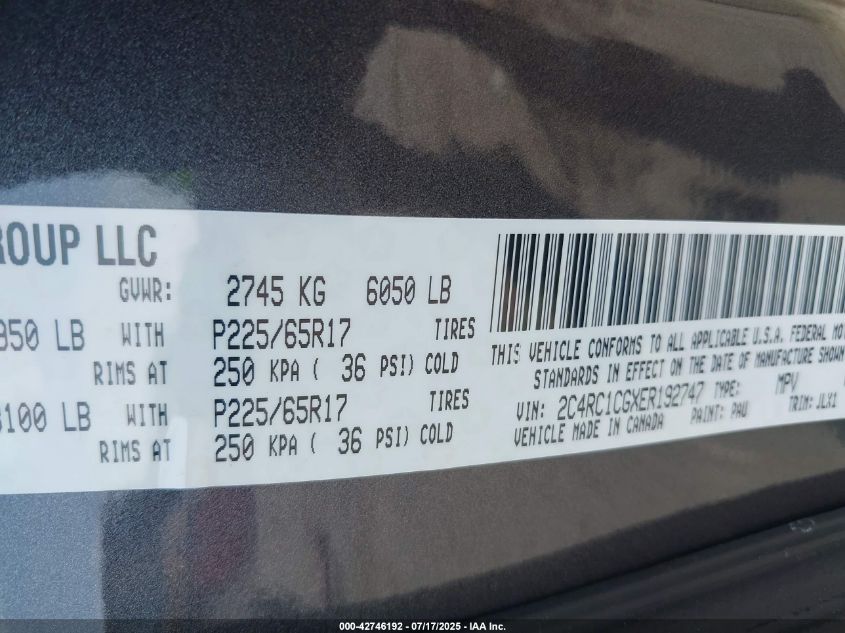 ROUP LLC
GVWR: 2745 KG 6050 LB
950 LB WITH P225/65R17 TIRES
RIMS AT 250 KPA ( 36 PSI) COLD
3100 LB WITH P225/65R17 TIRES
RIMS AT 250 KPA ( 36 PSI) COLD
THIS VEHICLE CONFORMS TO ALL APPLICABLE U.S.A. FEDERAL MO
STANDARDS IN EFFECT ON THE DATE OF MANUFACTURE SHOWN
VIN: 2C4RC1CGXER192747 TYPE: MPV
VEHICLE MADE IN CANADA PAINT: PAU TRIM: JLX1
000-42746192 - 07/17/2025 - IAA Inc.